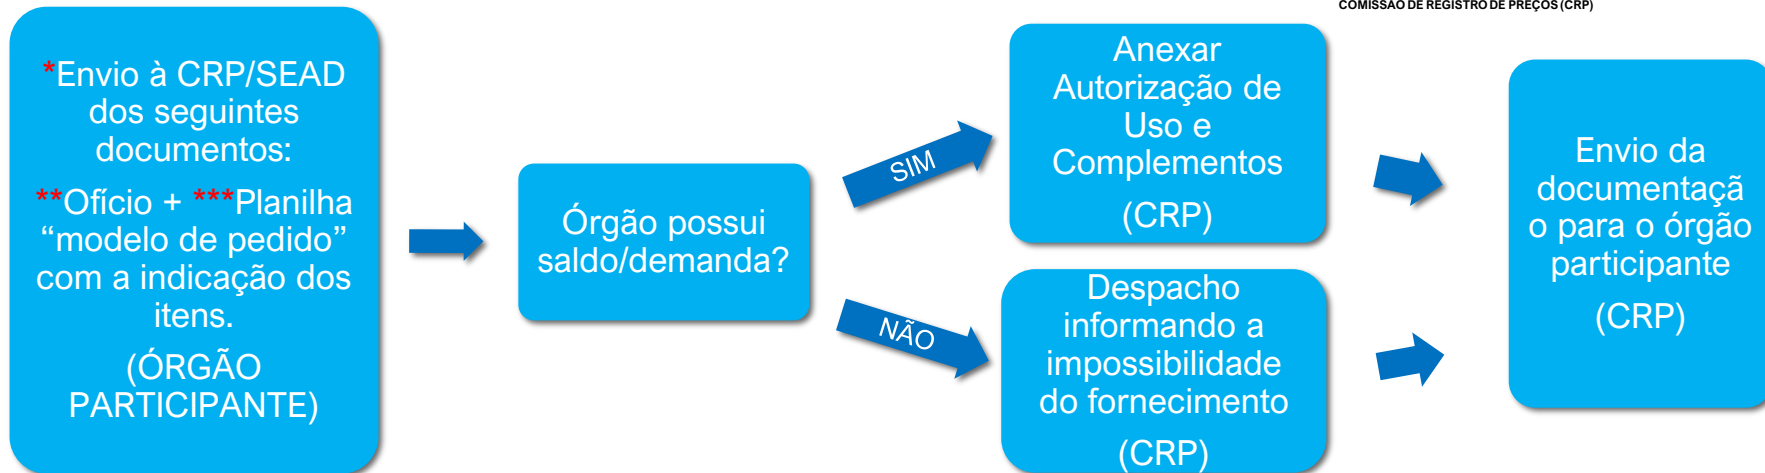 COMISSÃO DE REGISTRO DE PREÇOS (CRP)
*Envio à CRP/SEAD
dos seguintes
documentos:
**Ofício + ***Planilha
“modelo de pedido”
com a indicação dos
itens.
(ÓRGÃO
PARTICIPANTE)
Órgão possui
saldo/demanda?
SIM
Anexar
Autorização de
Uso e
Complementos
(CRP)
NÃO
Despacho
informando a
impossibilidade
do fornecimento
(CRP)
Envio da
documentaçã
o para o órgão
participante
(CRP)